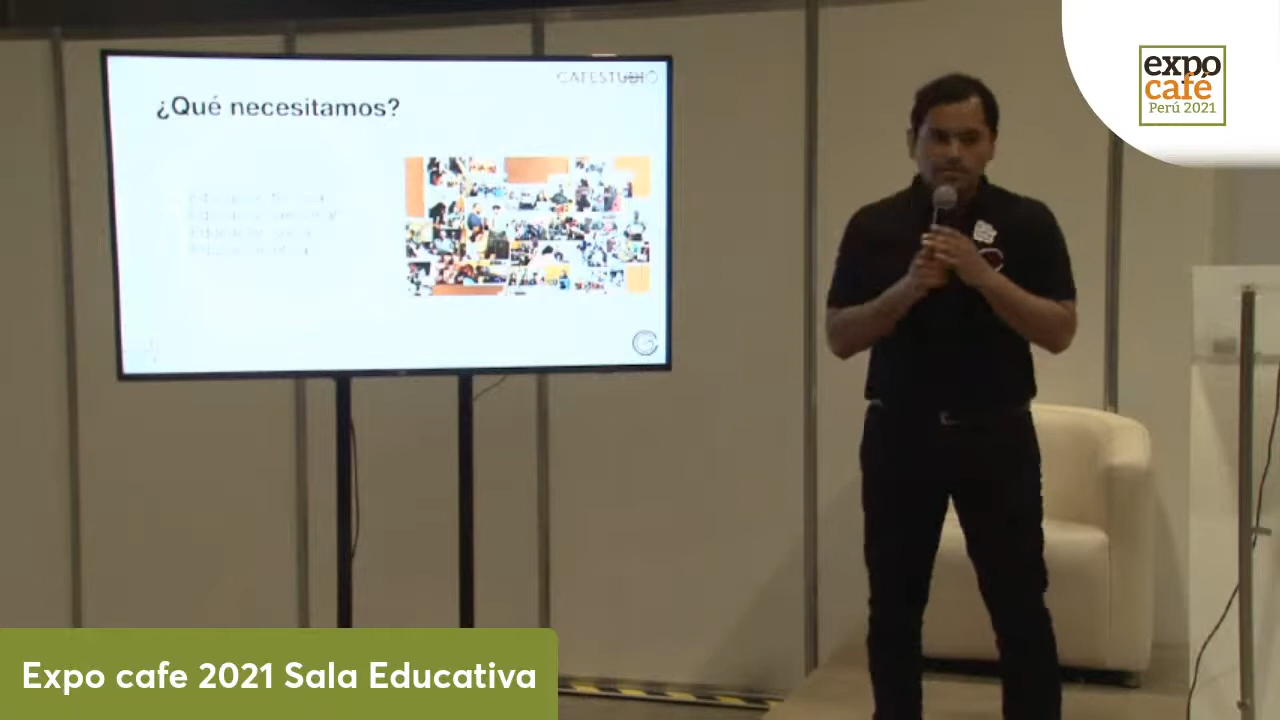 CAFESTUDIO
¿Qué necesitamos?
expo
café
Perú 2021
Expo cafe 2021 Sala Educativa